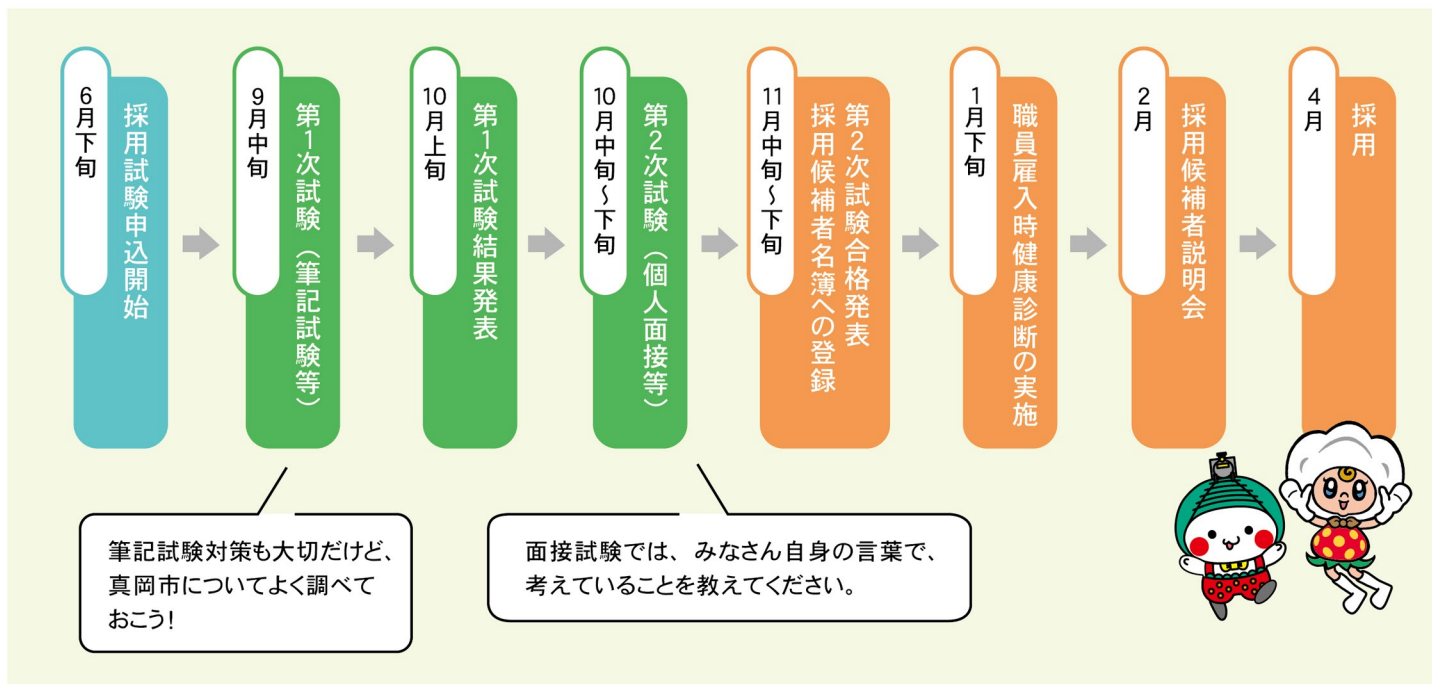 6月下旬
採用試験申込開始
9月中旬
第1次試験（筆記試験等）
10月上旬
第1次試験結果発表
10月中旬～下旬
第2次試験（個人面接等）
11月中旬～下旬
第2次試験合格発表
採用候補者名簿への登録
1月下旬
職員雇入時健康診断の実施
2月
採用候補者説明会
4月
採用
筆記試験対策も大切だけど、
真岡市についてよく調べて
おこう！
面接試験では、みなさん自身の言葉で、
考えていることを教えてください。